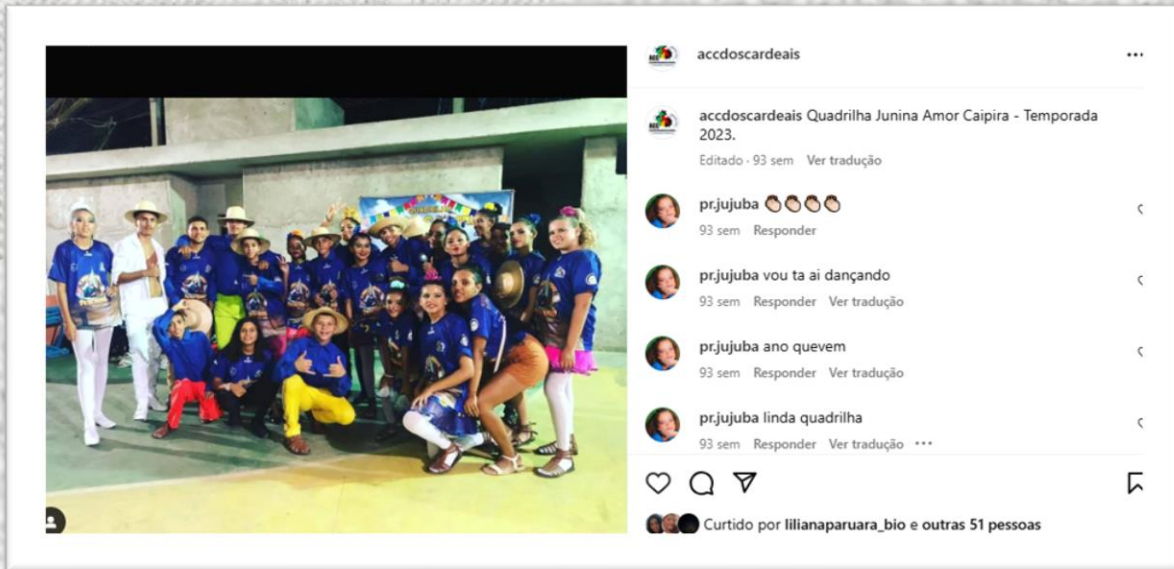 accdoscardeais
accdoscardeais Quadrilha Junina Amor Caipira - Temporada
2023.
Editado · 93 sem Ver tradução
pr.jujuba 👏🏻👏🏻👏🏻👏🏻
93 sem Responder
pr.jujuba vou ta ai dançando
93 sem Responder Ver tradução
pr.jujuba ano quevem
93 sem Responder Ver tradução
pr.jujuba linda quadrilha
93 sem Responder Ver tradução
Curtido por lilianaparuara_bio e outras 51 pessoas